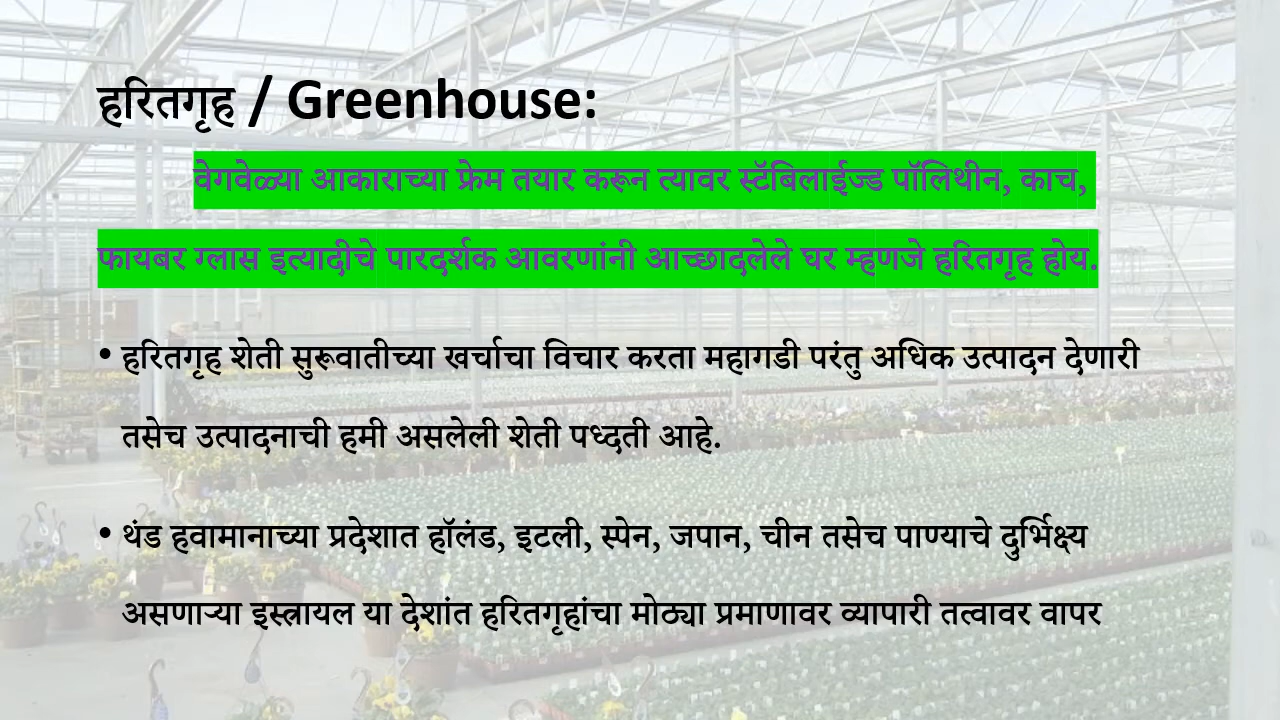 हरितगृह / Greenhouse:
वेगवेळ्या आकाराच्या फ्रेम तयार करून त्यावर स्टॅबिलाईज्ड पॉलिथीन, काच,
फायबर ग्लास इत्यादीचे पारदर्शक आवरणांनी आच्छादलेले घर म्हणजे हरितगृह होय.
• हरितगृह शेती सुरूवातीच्या खर्चाचा विचार करता महागडी परंतु अधिक उत्पादन देणारी
तसेच उत्पादनाची हमी असलेली शेती पध्दती आहे.
• थंड हवामानाच्या प्रदेशात हॉलंड, इटली, स्पेन, जपान, चीन तसेच पाण्याचे दुर्भिक्ष्य
असणाऱ्या इस्त्रायल या देशांत हरितगृहांचा मोठ्या प्रमाणावर व्यापारी तत्वावर वापर